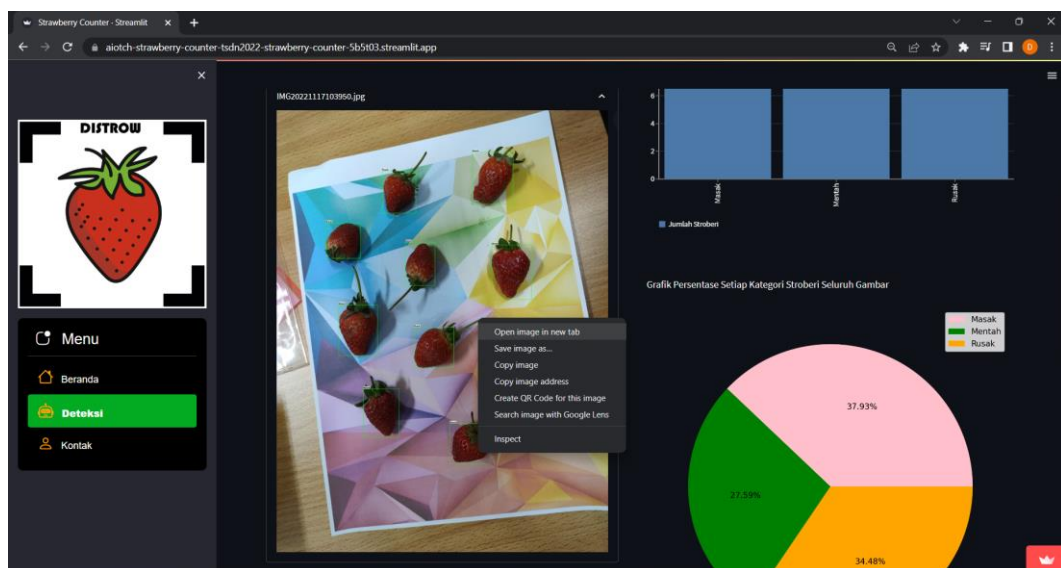 Strawberry Counter - Streamlit
aiotch-strawberry-counter-tsdn2022-strawberry-counter-5b5t03.streamlit.app
D
DISTROW
Menu
Beranda
Deteksi
Kontak
IMG20221117103950.jpg
Open image in new tab
Save image as...
Copy image
Copy image address
Create QR Code for this image
Search image with Google Lens
Inspect
6
4
2
0
Masak
Mentah
Rusak
Jumlah Stroberi
Grafik Persentase Setiap Kategori Stroberi Seluruh Gambar
Masak
Mentah
Rusak
37.93%
27.59%
34.48%